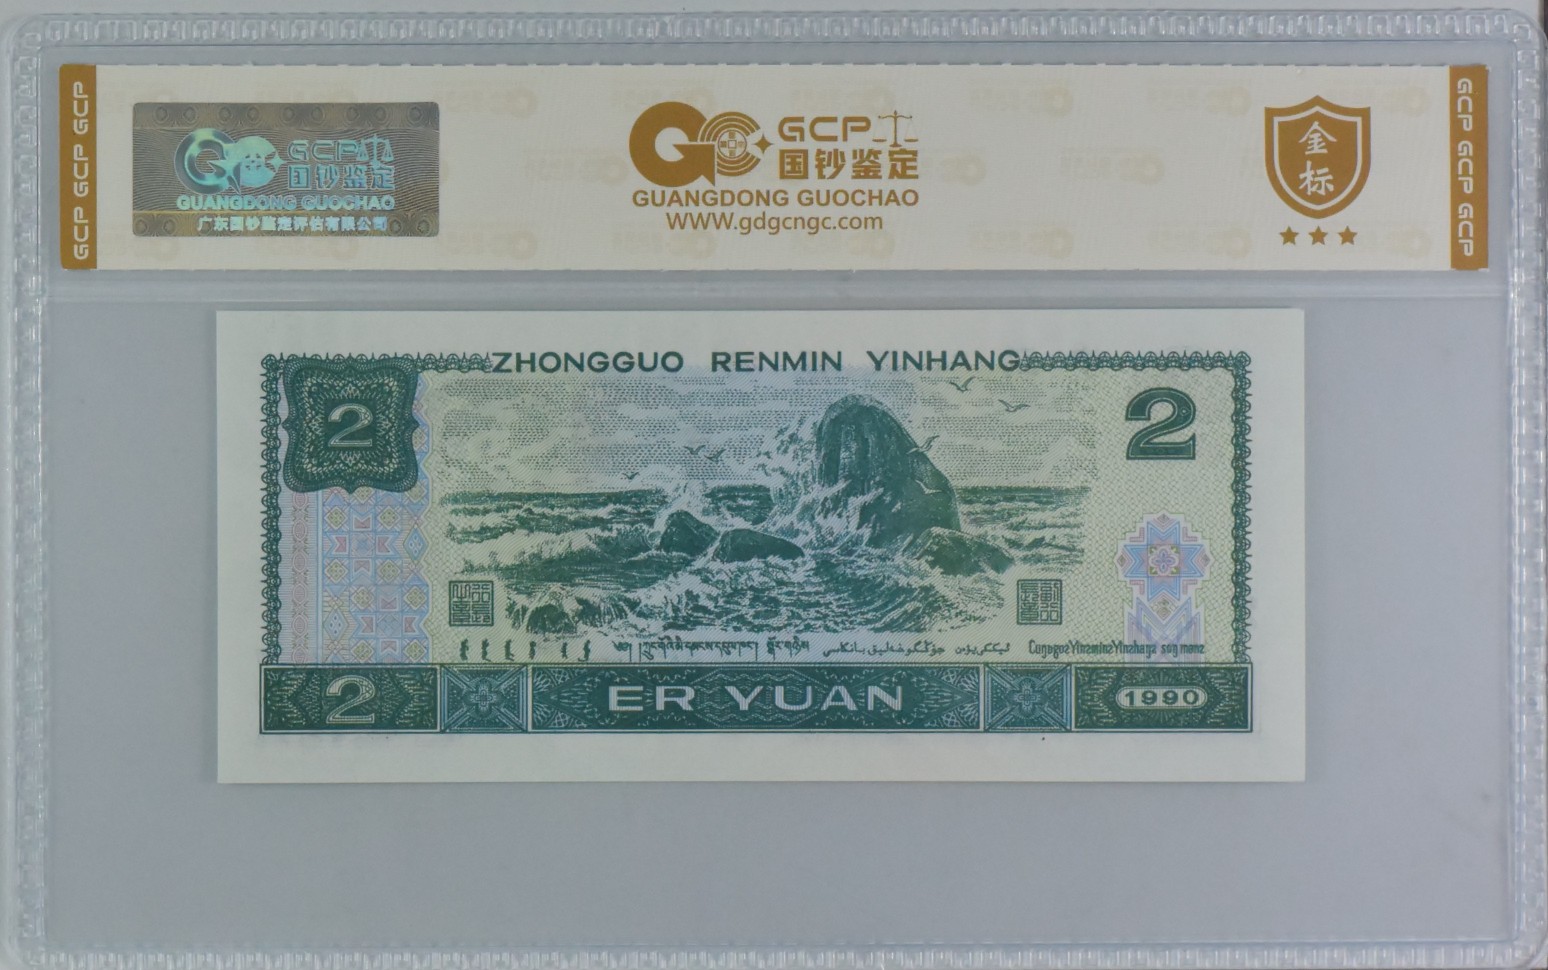 GCP GCP GCP
GCP
国钞鉴定
GUANGDONG GUOCHAO
广东国钞鉴定评估有限公司
GCP
国钞鉴定
GUANGDONG GUOCHAO
WWW.gdgcngc.com
金标
GCP GCP GCP
ZHONGGUO RENMIN YINHANG
2
2
2
ER YUAN
1990